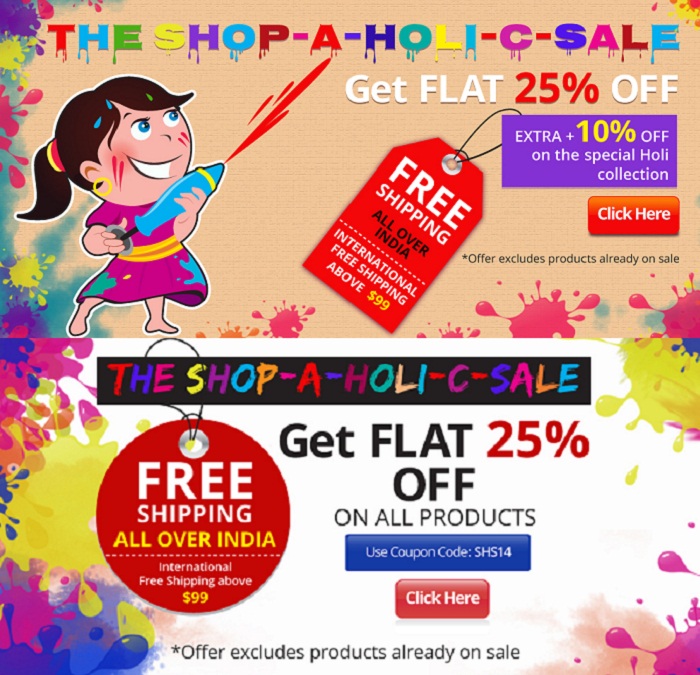 THE SHOP-A-HOLI-C-SALE
Get FLAT 25% OFF
EXTRA + 10% OFF
on the special Holi
collection
Click Here
FREE
SHIPPING
ALL OVER
INDIA
INTERNATIONAL
FREE SHIPPING
ABOVE $99
*Offer excludes products already on sale
THE SHOP-A-HOLI-C-SALE
FREE
SHIPPING
ALL OVER INDIA
International
Free Shipping above
$99
Get FLAT 25%
OFF
ON ALL PRODUCTS
Use Coupon Code: SHS14
Click Here
*Offer excludes products already on sale